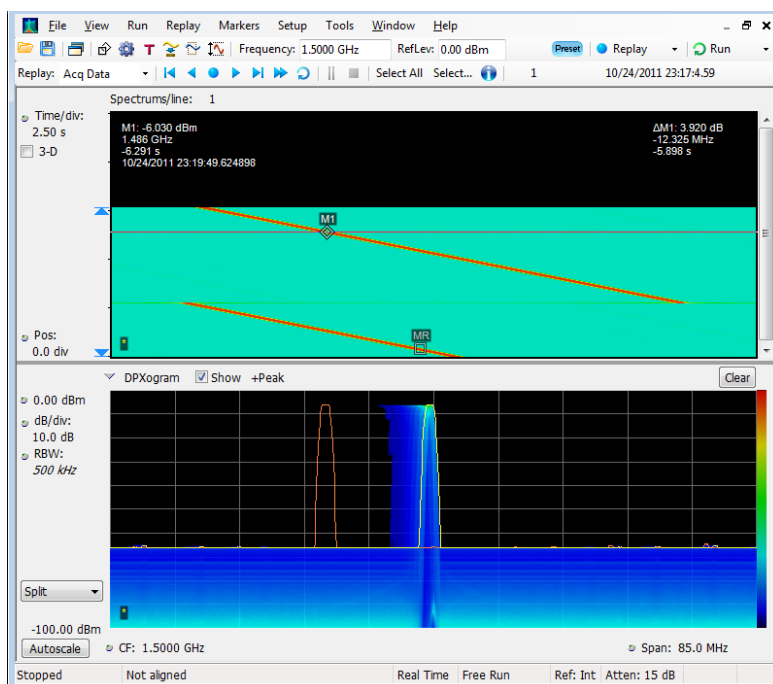 File View Run Replay Markers Setup Tools Window Help
T Frequency: 1.5000 GHz RefLev: 0.00 dBm Preset Replay Run
Replay: Acq Data Select All Select... 1 10/24/2011 23:17:4.59
Spectrums/line: 1
Time/div:
2.50 s
3-D
M1: -6.030 dBm
1.486 GHz
-6.291 s
10/24/2011 23:19:49.624898
ΔM1: 3.920 dB
-12.325 MHz
-5.898 s
M1
MR
Pos:
0.0 div
DPXogram Show +Peak Clear
0.00 dBm
dB/div:
10.0 dB
RBW:
500 kHz
Split
-100.00 dBm
Autoscale CF: 1.5000 GHz Span: 85.0 MHz
Stopped Not aligned Real Time Free Run Ref: Int Atten: 15 dB